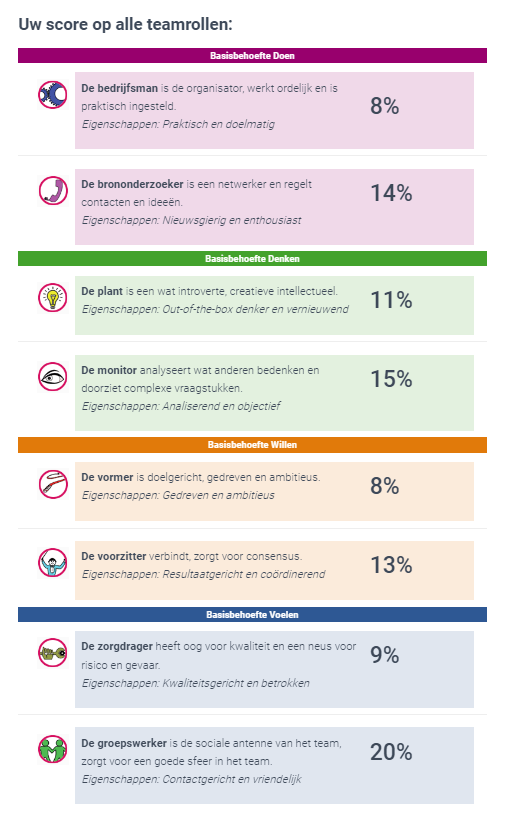 Uw score op alle teamrollen:
Basisbehoefte Doen
De bedrijfsman is de organisator, werkt ordelijk en is
praktisch ingesteld.
Eigenschappen: Praktisch en doelmatig
8%
De brononderzoeker is een netwerker en regelt
contacten en ideeën.
Eigenschappen: Nieuwsgierig en enthousiast
14%
Basisbehoefte Denken
De plant is een wat introverte, creatieve intellectueel.
Eigenschappen: Out-of-the-box denker en vernieuwend
11%
De monitor analyseert wat anderen bedenken en
doorziet complexe vraagstukken.
Eigenschappen: Analiserend en objectief
15%
Basisbehoefte Willen
De vormer is doelgericht, gedreven en ambitieus.
Eigenschappen: Gedreven en ambitieus
8%
De voorzitter verbindt, zorgt voor consensus.
Eigenschappen: Resultaatgericht en coördinerend
13%
Basisbehoefte Voelen
De zorgdrager heeft oog voor kwaliteit en een neus voor
risico en gevaar.
Eigenschappen: Kwaliteitsgericht en betrokken
9%
De groepswerker is de sociale antenne van het team,
zorgt voor een goede sfeer in het team.
Eigenschappen: Contactgericht en vriendelijk
20%